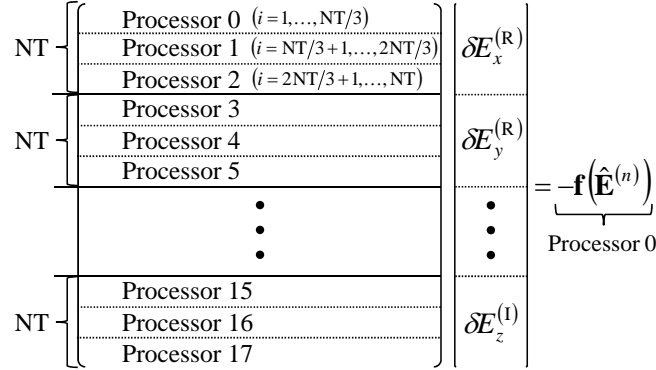 NT
Processor 0 (i = 1,…, NT/3)
Processor 1 (i = NT/3+1,…, 2NT/3)
Processor 2 (i = 2NT/3+1,…, NT)
δE_x^(R)
NT
Processor 3
Processor 4
Processor 5
δE_y^(R)
= −f(Ê^(n))
Processor 0
NT
Processor 15
Processor 16
Processor 17
δE_z^(I)